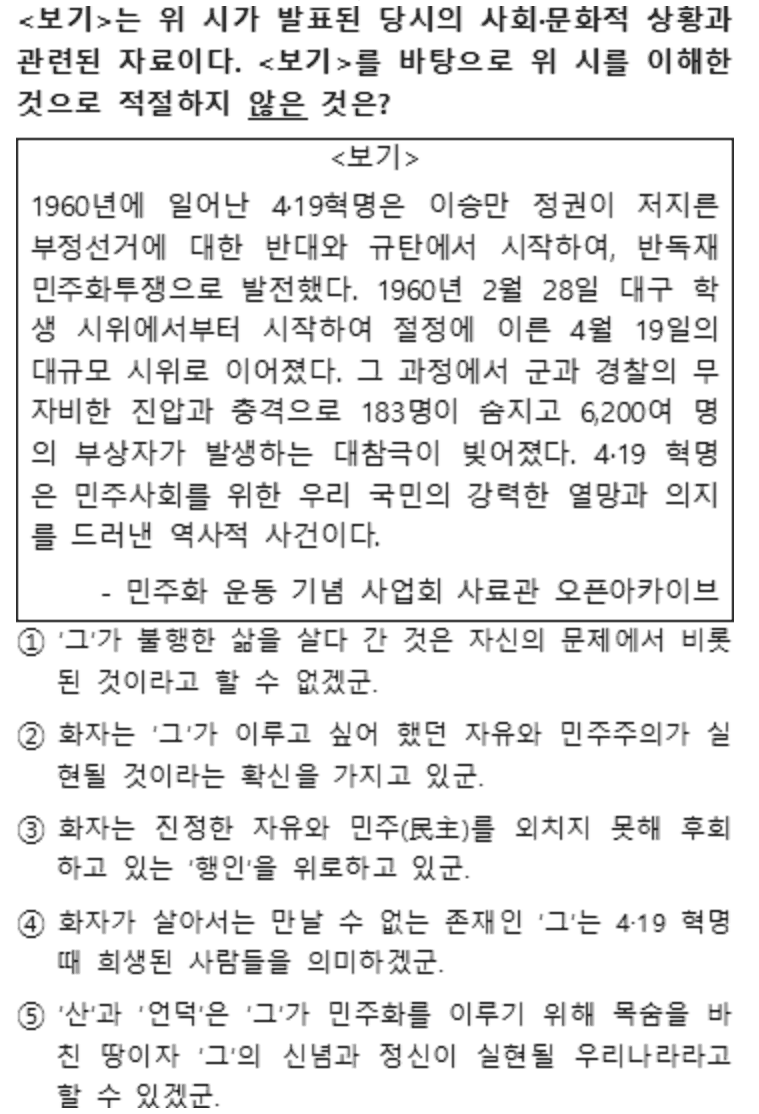 <보기>는 위 시가 발표된 당시의 사회·문화적 상황과
관련된 자료이다. <보기>를 바탕으로 위 시를 이해한
것으로 적절하지 않은 것은?
<보기>
1960년에 일어난 4·19혁명은 이승만 정권이 저지른
부정선거에 대한 반대와 규탄에서 시작하여, 반독재
민주화투쟁으로 발전했다. 1960년 2월 28일 대구 학
생 시위에서부터 시작하여 절정에 이른 4월 19일의
대규모 시위로 이어졌다. 그 과정에서 군과 경찰의 무
자비한 진압과 총격으로 183명이 숨지고 6,200여 명
의 부상자가 발생하는 대참극이 빚어졌다. 4·19 혁명
은 민주사회를 위한 우리 국민의 강력한 열망과 의지
를 드러낸 역사적 사건이다.
- 민주화 운동 기념 사업회 사료관 오픈아카이브
① '그'가 불행한 삶을 살다 간 것은 자신의 문제에서 비롯
된 것이라고 할 수 없겠군.
② 화자는 '그'가 이루고 싶어 했던 자유와 민주주의가 실
현될 것이라는 확신을 가지고 있군.
③ 화자는 진정한 자유와 민주(民主)를 외치지 못해 후회
하고 있는 '행인'을 위로하고 있군.
④ 화자가 살아서는 만날 수 없는 존재인 '그'는 4·19 혁명
때 희생된 사람들을 의미하겠군.
⑤ '산'과 '언덕'은 '그'가 민주화를 이루기 위해 목숨을 바
친 땅이자 '그'의 신념과 정신이 실현될 우리나라라고
할 수 있겠군.